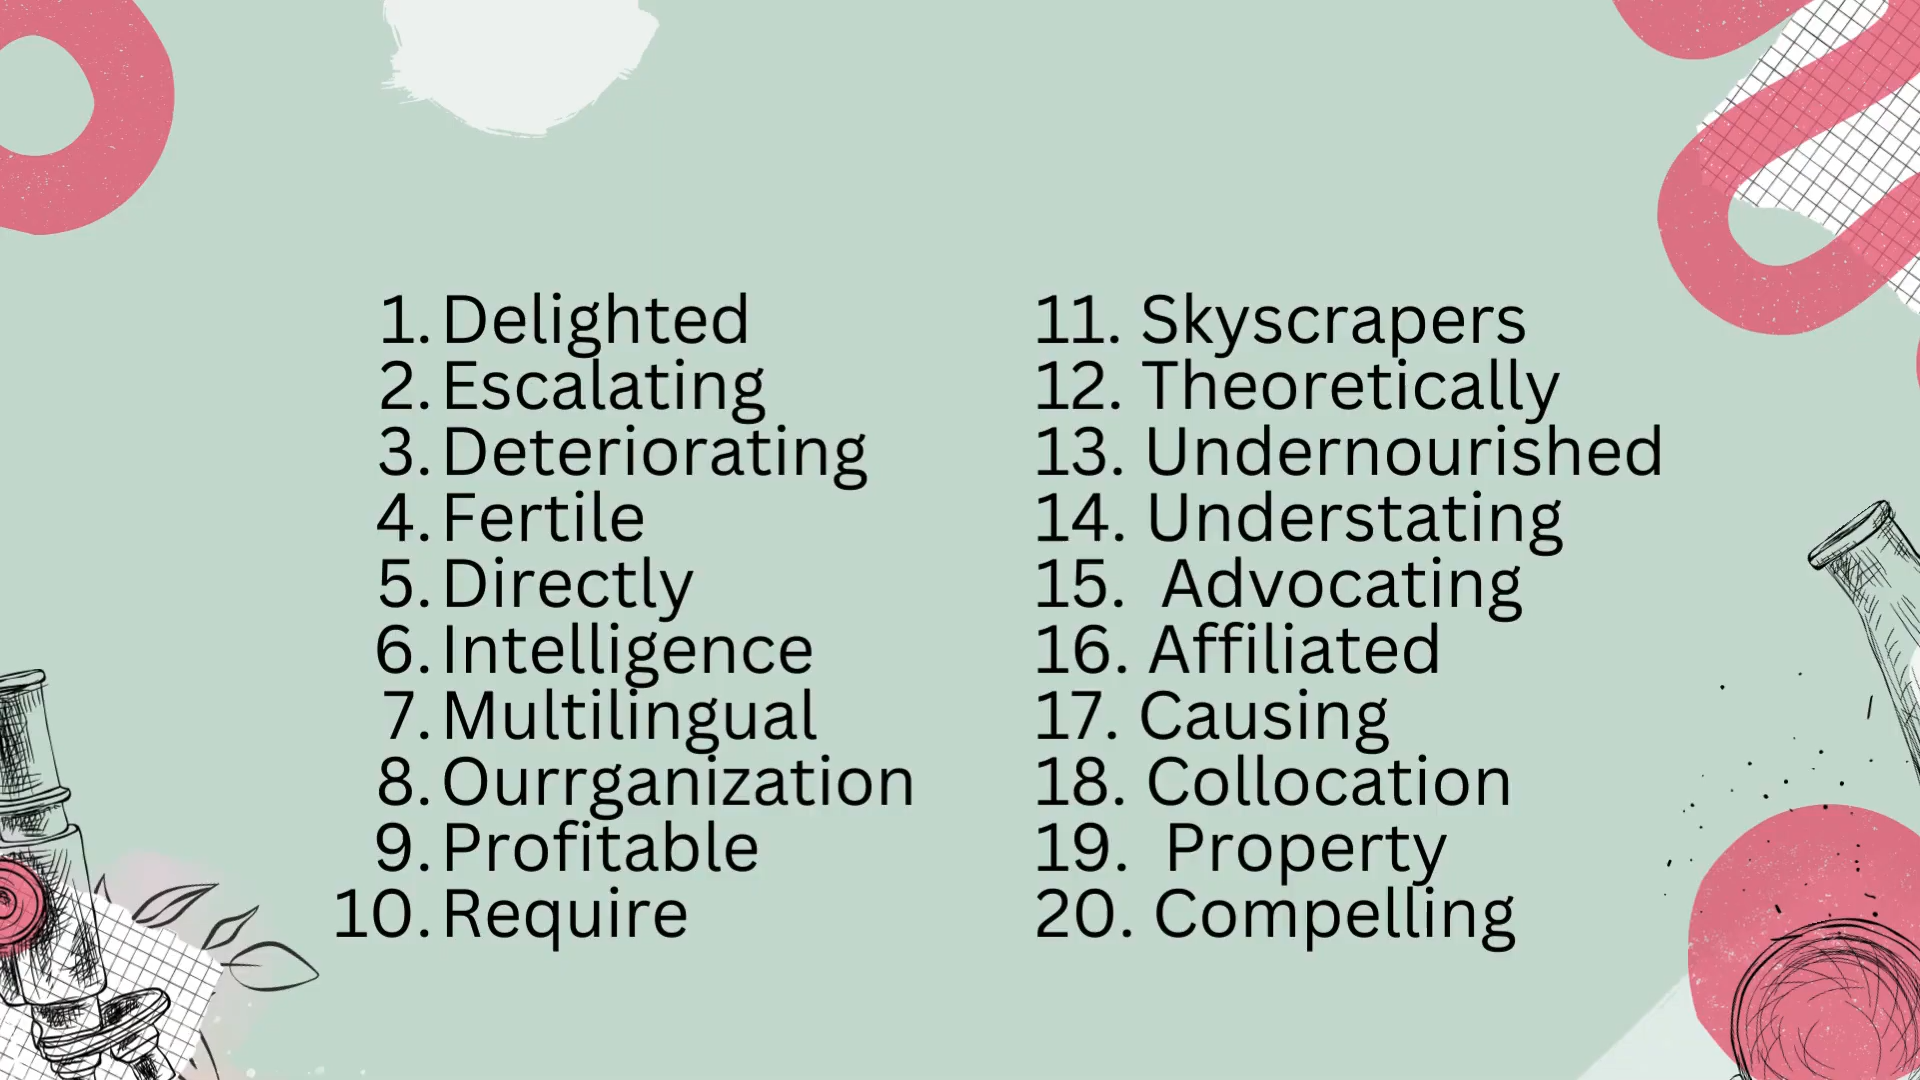 1. Delighted
2. Escalating
3. Deteriorating
4. Fertile
5. Directly
6. Intelligence
7. Multilingual
8. Ourrganization
9. Profitable
10. Require
11. Skyscrapers
12. Theoretically
13. Undernourished
14. Understating
15. Advocating
16. Affiliated
17. Causing
18. Collocation
19. Property
20. Compelling